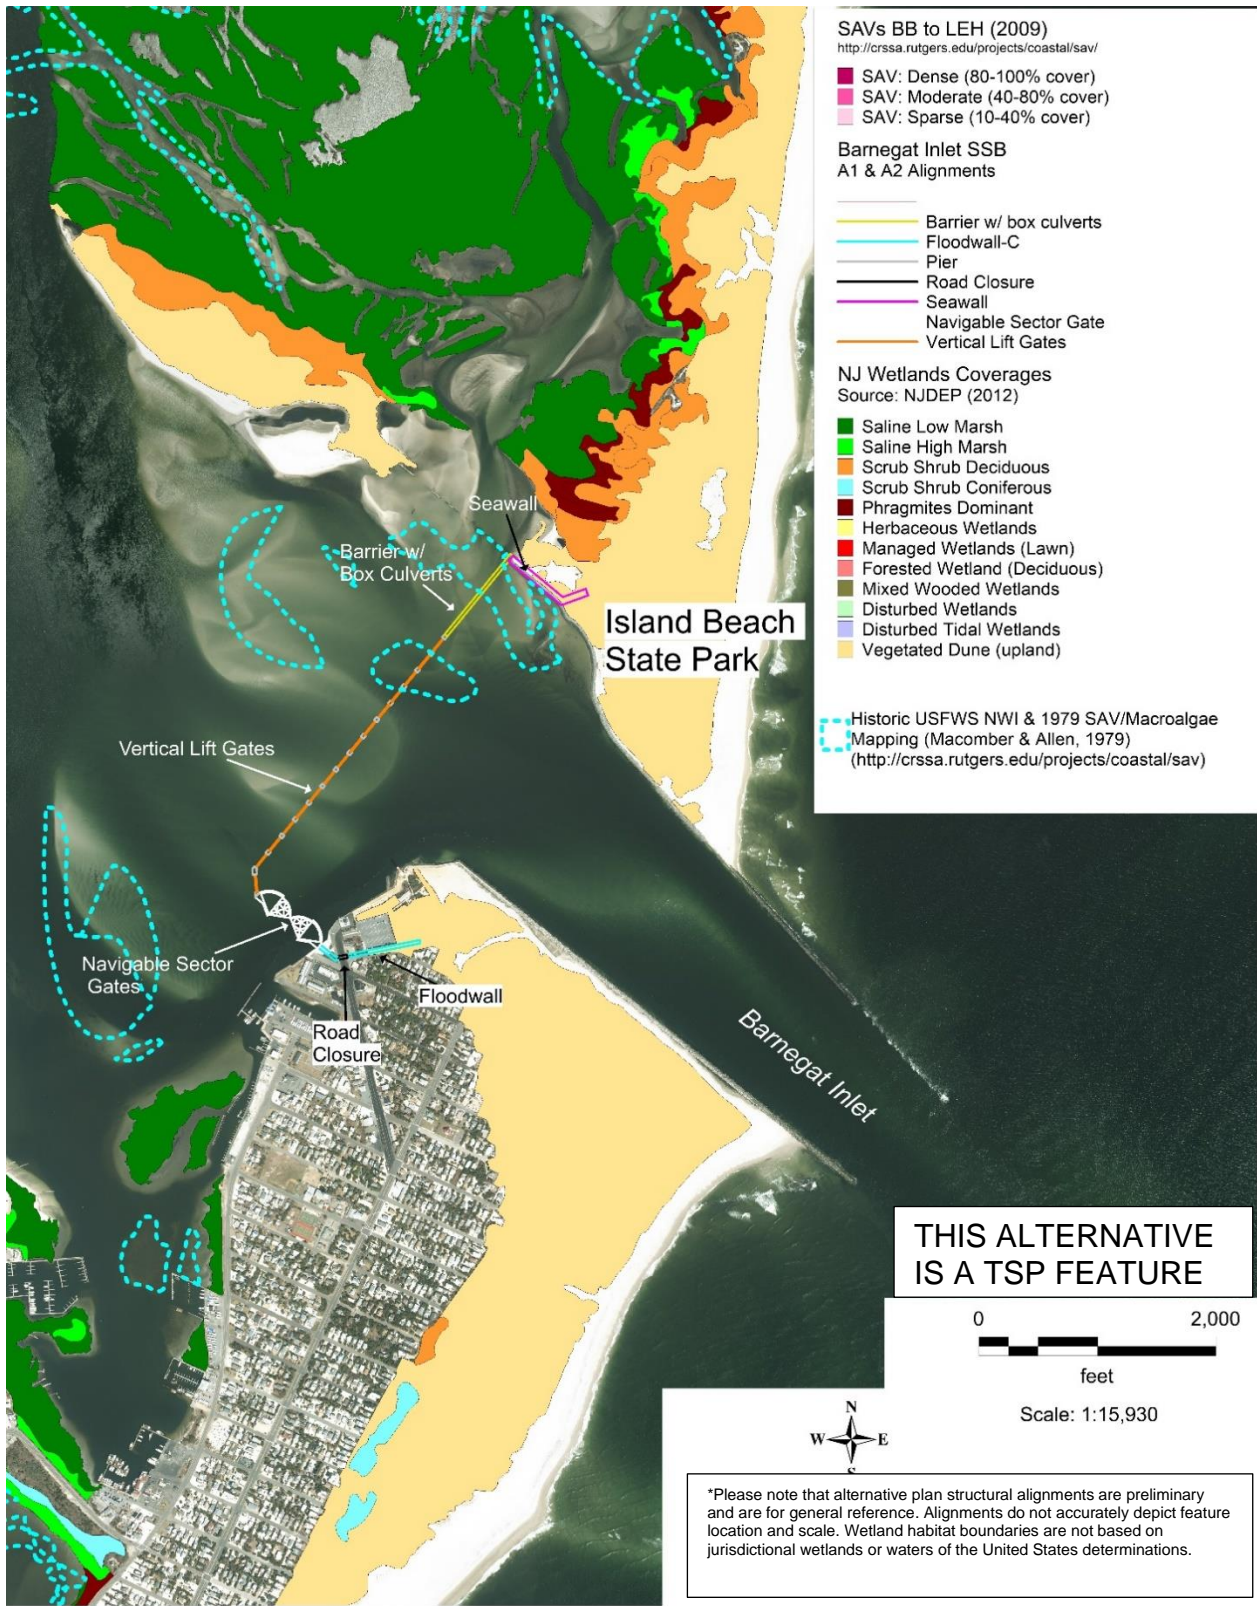 SAVs BB to LEH (2009)
http://crssa.rutgers.edu/projects/coastal/sav/
SAV: Dense (80-100% cover)
SAV: Moderate (40-80% cover)
SAV: Sparse (10-40% cover)
Barnegat Inlet SSB
A1 & A2 Alignments
Barrier w/ box culverts
Floodwall-C
Pier
Road Closure
Seawall
Navigable Sector Gate
Vertical Lift Gates
NJ Wetlands Coverages
Source: NJDEP (2012)
Saline Low Marsh
Saline High Marsh
Scrub Shrub Deciduous
Scrub Shrub Coniferous
Phragmites Dominant
Herbaceous Wetlands
Managed Wetlands (Lawn)
Forested Wetland (Deciduous)
Mixed Wooded Wetlands
Disturbed Wetlands
Disturbed Tidal Wetlands
Vegetated Dune (upland)
Historic USFWS NWI & 1979 SAV/Macroalgae
Mapping (Macomber & Allen, 1979)
(http://crssa.rutgers.edu/projects/coastal/sav)
Seawall
Barrier w/
Box Culverts
Island Beach
State Park
Vertical Lift Gates
Navigable Sector
Gates
Floodwall
Road
Closure
Barnegat Inlet
THIS ALTERNATIVE
IS A TSP FEATURE
0 2,000
feet
Scale: 1:15,930
N
W E
S
*Please note that alternative plan structural alignments are preliminary
and are for general reference. Alignments do not accurately depict feature
location and scale. Wetland habitat boundaries are not based on
jurisdictional wetlands or waters of the United States determinations.